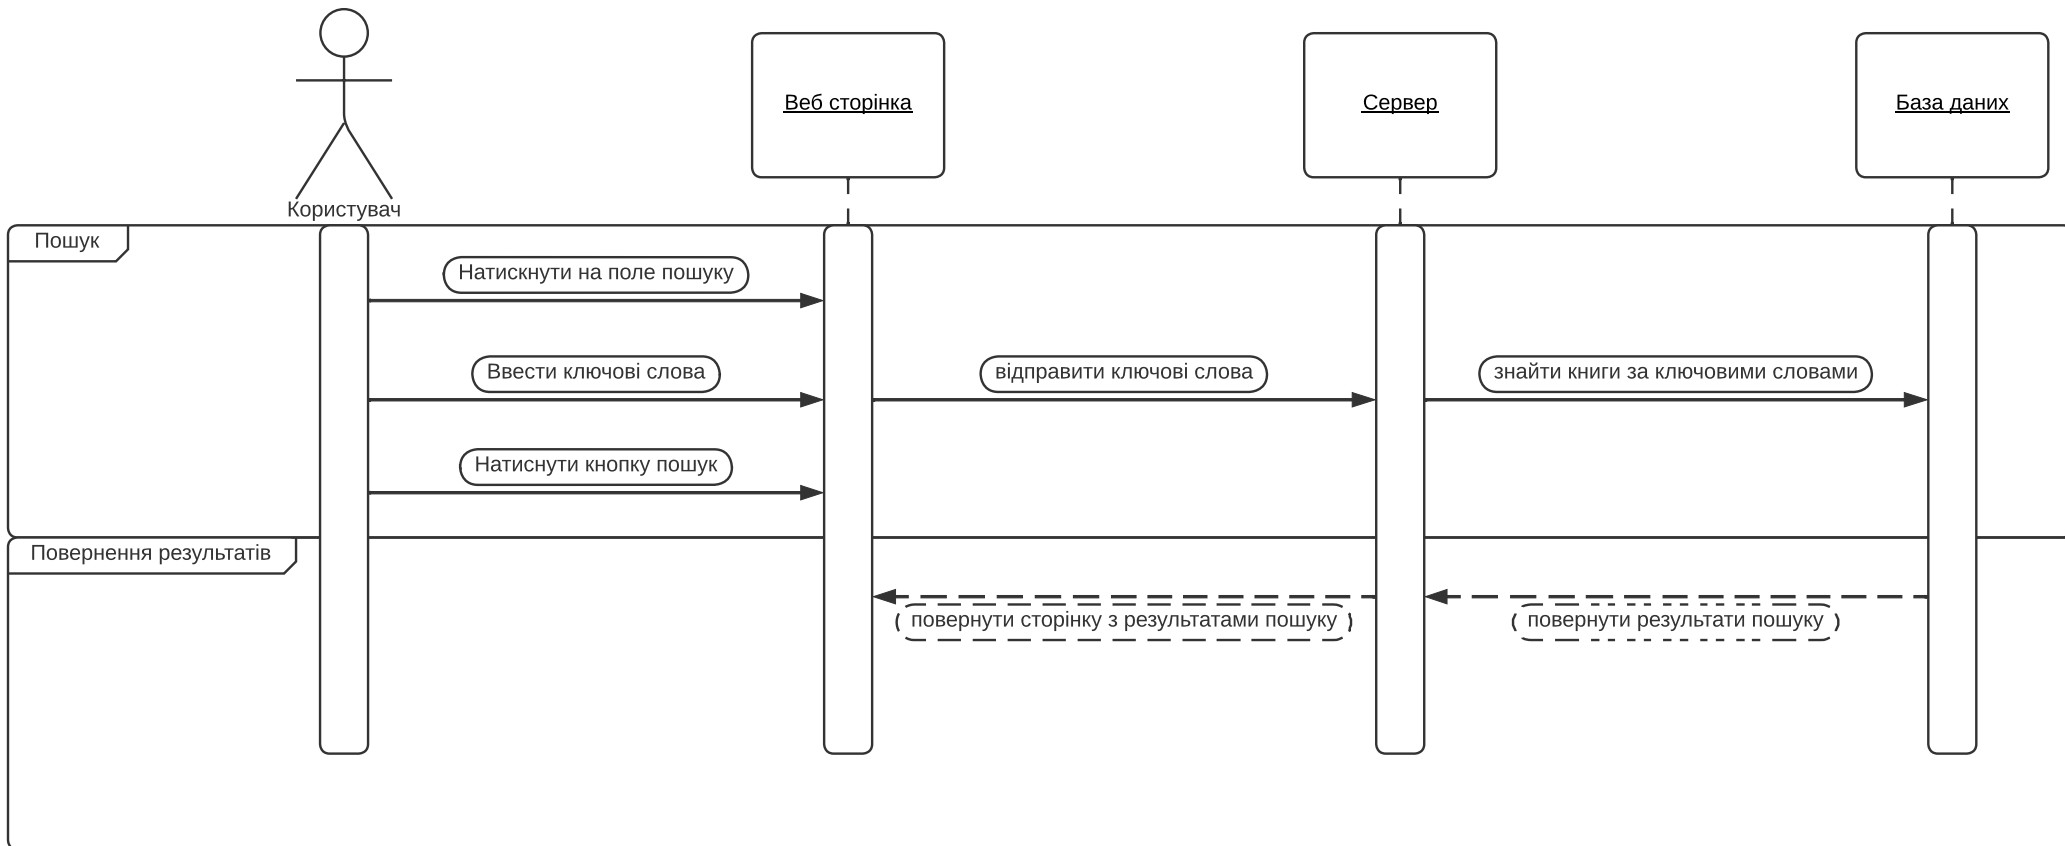 Веб сторінка
Сервер
База даних
Користувач
Пошук
Натискнути на поле пошуку
Ввести ключові слова
відправити ключові слова
знайти книги за ключовими словами
Натиснути кнопку пошук
Повернення результатів
повернути сторінку з результатами пошуку
повернути результати пошуку